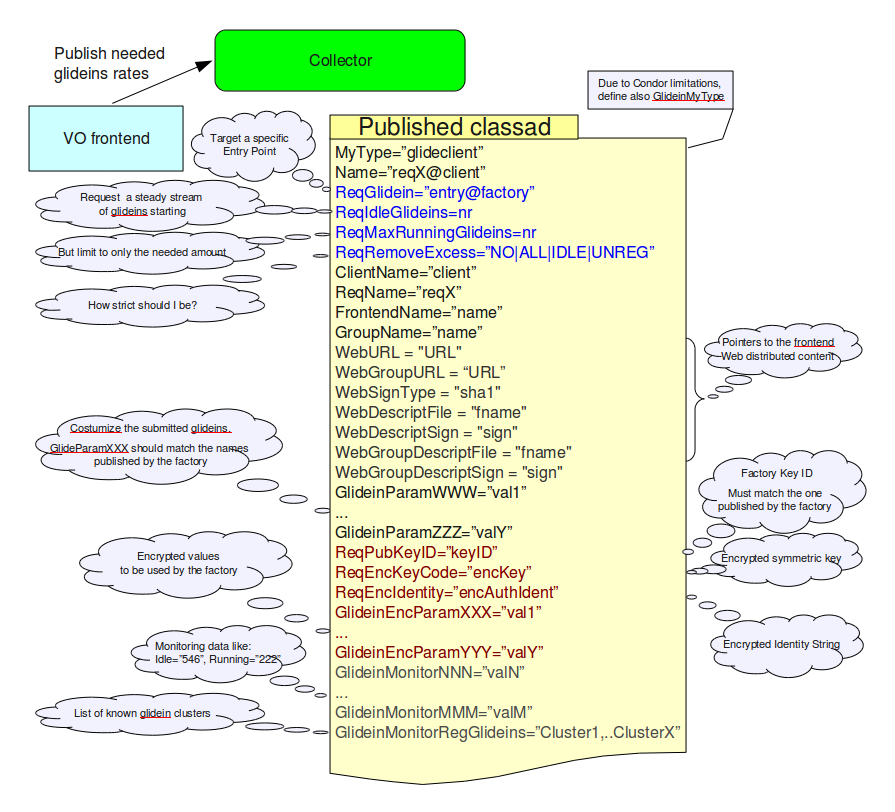 Publish needed
glideins rates
Collector
VO frontend
Due to Condor limitations,
define also GlideinMyType
Target a specific
Entry Point
Request a steady stream
of glideins starting
But limit to only the needed amount
How strict should I be?
Costumize the submitted glideins.
GlideParamXXX should match the names
published by the factory
Encrypted values
to be used by the factory
Monitoring data like:
Idle="546", Running="222"
List of known glidein clusters
Published classad
MyType="glideclient"
Name="reqX@client"
ReqGlidein="entry@factory"
ReqIdleGlideins=nr
ReqMaxRunningGlideins=nr
ReqRemoveExcess="NO|ALL|IDLE|UNREG"
ClientName="client"
ReqName="reqX"
FrontendName="name"
GroupName="name"
WebURL = "URL"
WebGroupURL = “URL”
WebSignType = "sha1"
WebDescriptFile = "fname"
WebDescriptSign = "sign"
WebGroupDescriptFile = "fname"
WebGroupDescriptSign = "sign"
GlideinParamWWW="val1"
...
GlideinParamZZZ="valY"
ReqPubKeyID="keyID"
ReqEncKeyCode="encKey"
ReqEncIdentity="encAuthIdent"
GlideinEncParamXXX="val1"
...
GlideinEncParamYYY="valY"
GlideinMonitorNNN="valN"
...
GlideinMonitorMMM="valM"
GlideinMonitorRegGlideins="Cluster1,..ClusterX"
Pointers to the frontend
Web distributed content
Factory Key ID
Must match the one
published by the factory
Encrypted symmetric key
Encrypted Identity String